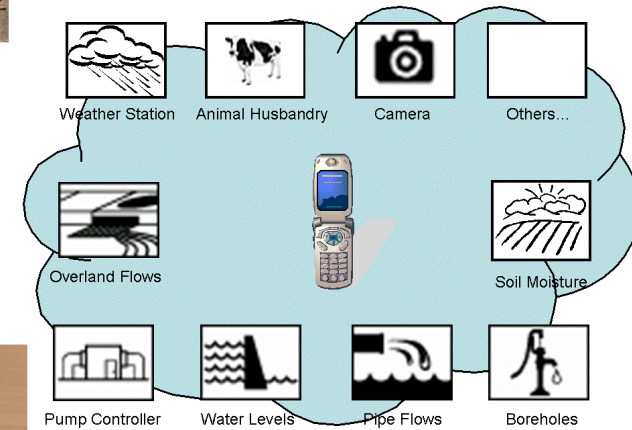 Weather Station
Animal Husbandry
Camera
Others...
Overland Flows
Soil Moisture
Pump Controller
Water Levels
Pipe Flows
Boreholes